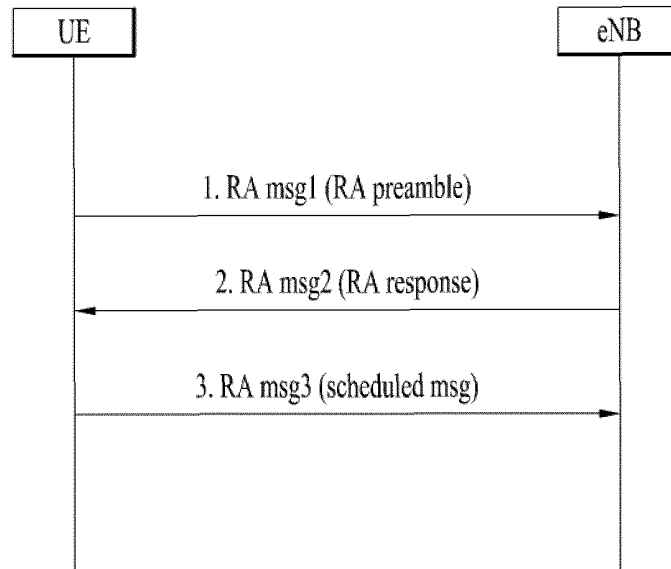 UE
eNB
1. RA msg1 (RA preamble)
2. RA msg2 (RA response)
3. RA msg3 (scheduled msg)